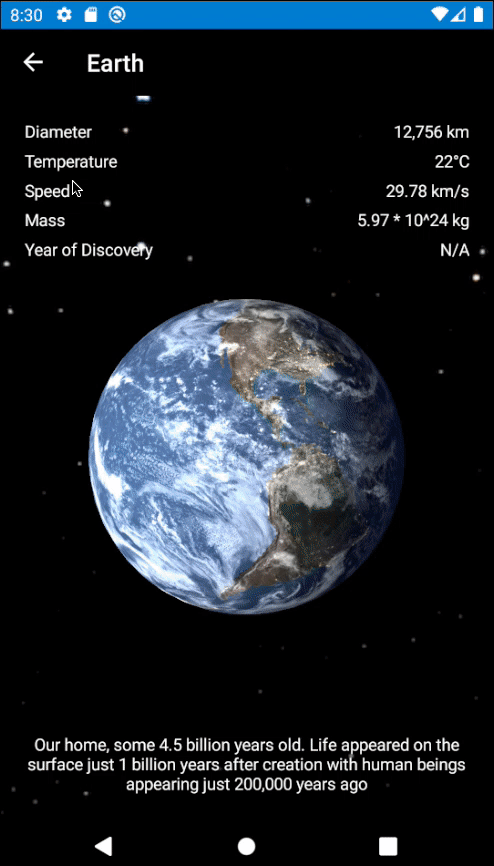 8:30
Earth
Diameter 12,756 km
Temperature 22°C
Speed 29.78 km/s
Mass 5.97 * 10^24 kg
Year of Discovery N/A
Our home, some 4.5 billion years old. Life appeared on the
surface just 1 billion years after creation with human beings
appearing just 200,000 years ago